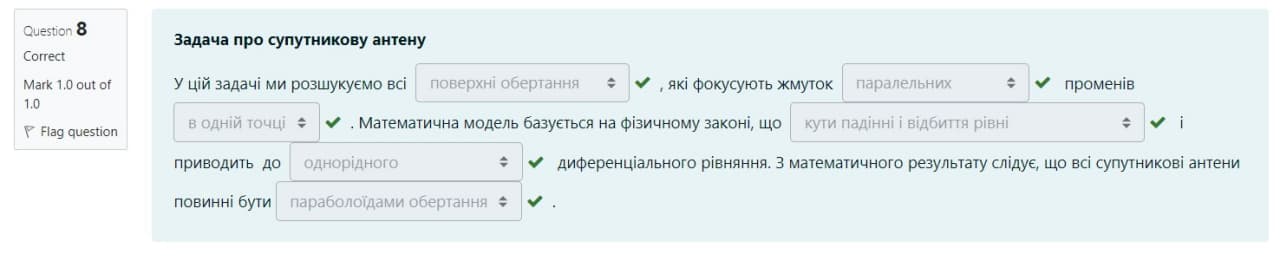 Question 8
Correct
Mark 1.0 out of
1.0
Flag question
Задача про супутникову антену
У цій задачі ми розшукуємо всі поверхні обертання , які фокусують жмуток паралельних променів
в одній точці . Математична модель базується на фізичному законі, що кути падінні і відбиття рівні і
приводить до однорідного диференціального рівняння. З математичного результату слідує, що всі супутникові антени
повинні бути параболоїдами обертання .